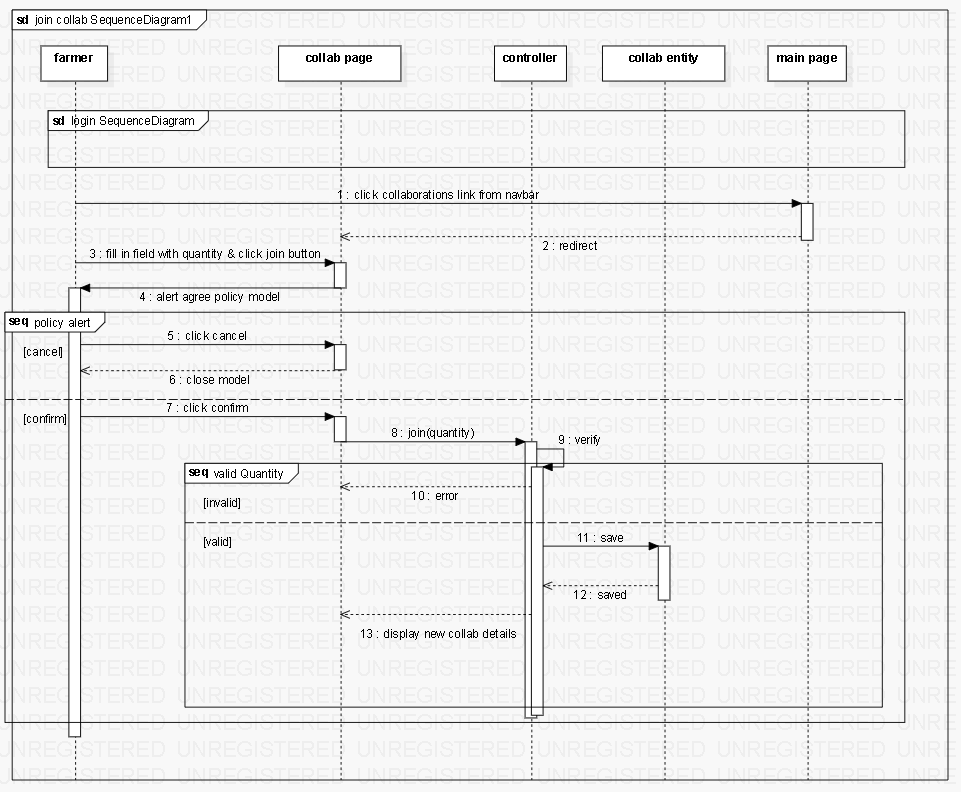 sd join collab SequenceDiagram1
farmer
collab page
controller
collab entity
main page
sd login SequenceDiagram
1 : click collaborations link from navbar
2 : redirect
3 : fill in field with quantity & click join button
4 : alert agree policy model
seq policy alert
5 : click cancel
[cancel]
6 : close model
7 : click confirm
[confirm]
8 : join(quantity)
9 : verify
seq valid Quantity
10 : error
[invalid]
11 : save
[valid]
12 : saved
13 : display new collab details
UNREGISTERED